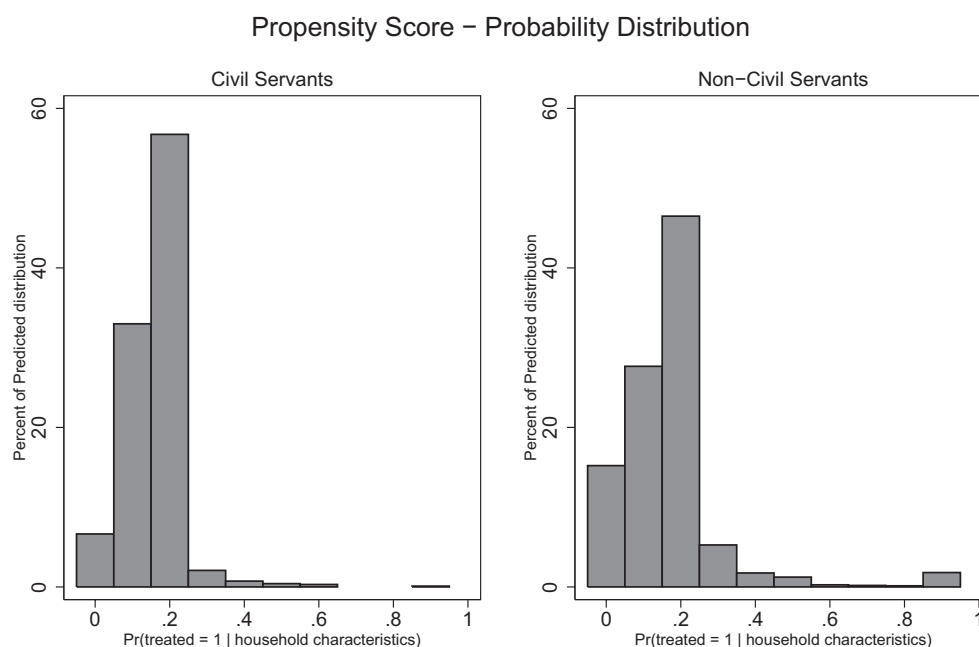 Propensity Score − Probability Distribution
Civil Servants
Non−Civil Servants
Percent of Predicted distribution
60
40
20
0
0 .2 .4 .6 .8 1
Pr(treated = 1 | household characteristics)
Percent of Predicted distribution
60
40
20
0
0 .2 .4 .6 .8 1
Pr(treated = 1 | household characteristics)